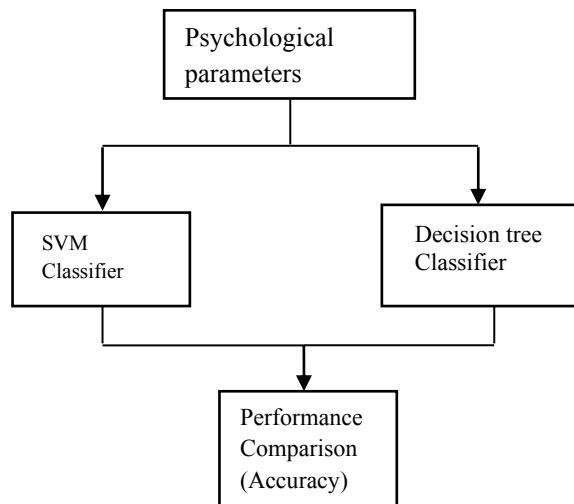 Psychological
parameters
SVM
Classifier
Decision tree
Classifier
Performance
Comparison
(Accuracy)